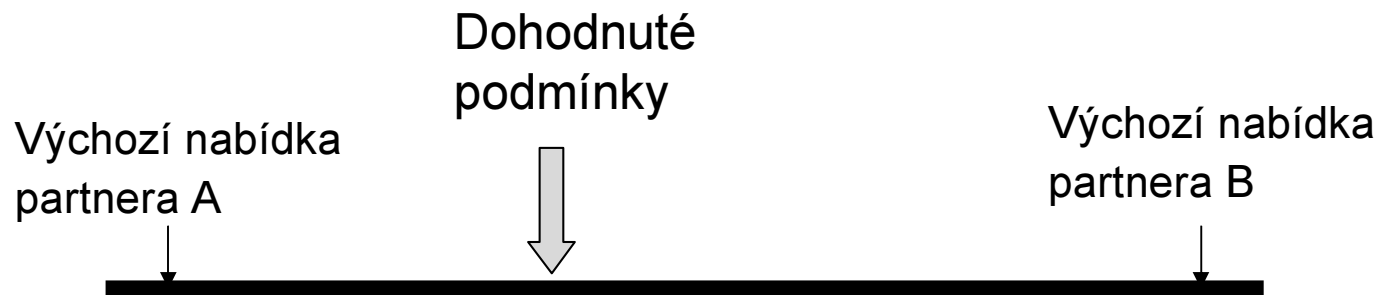 Dohodnuté
podmínky
Výchozí nabídka
partnera A
Výchozí nabídka
partnera B